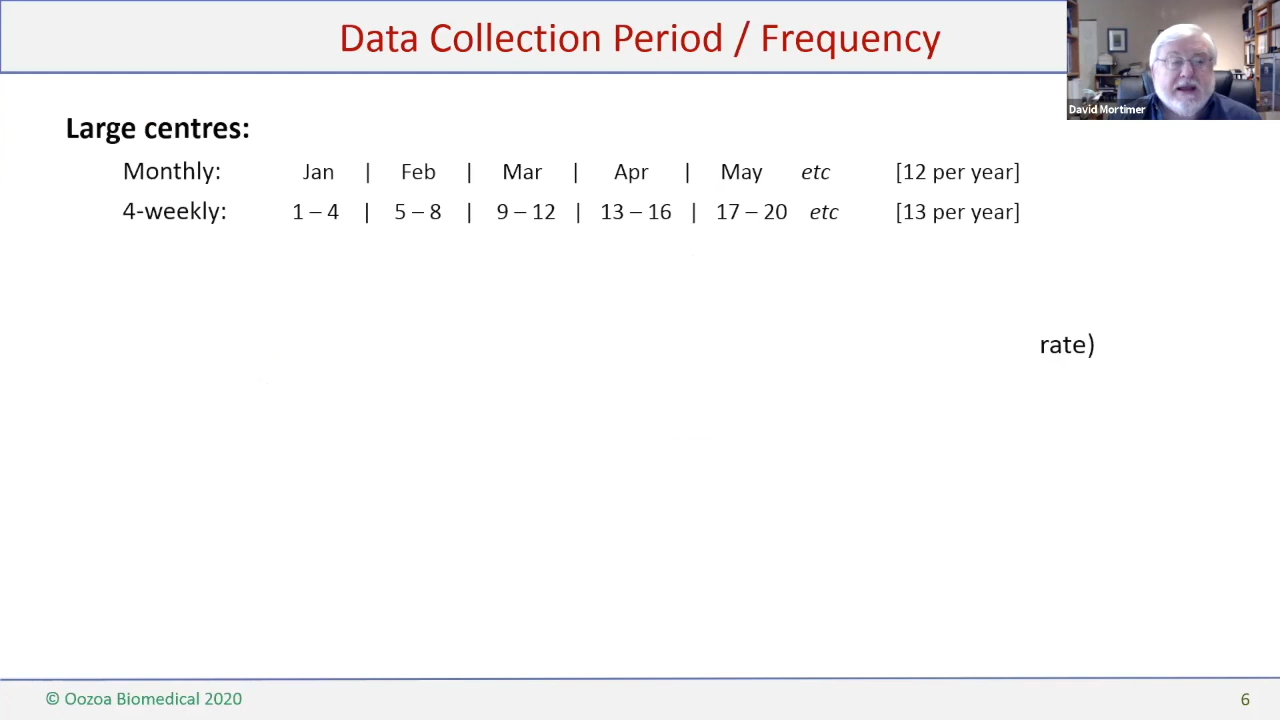 Data Collection Period / Frequency
David Mortimer
Large centres:
Monthly: Jan | Feb | Mar | Apr | May etc [12 per year]
4-weekly: 1 – 4 | 5 – 8 | 9 – 12 | 13 – 16 | 17 – 20 etc [13 per year]
rate)
© Oozoa Biomedical 2020
6